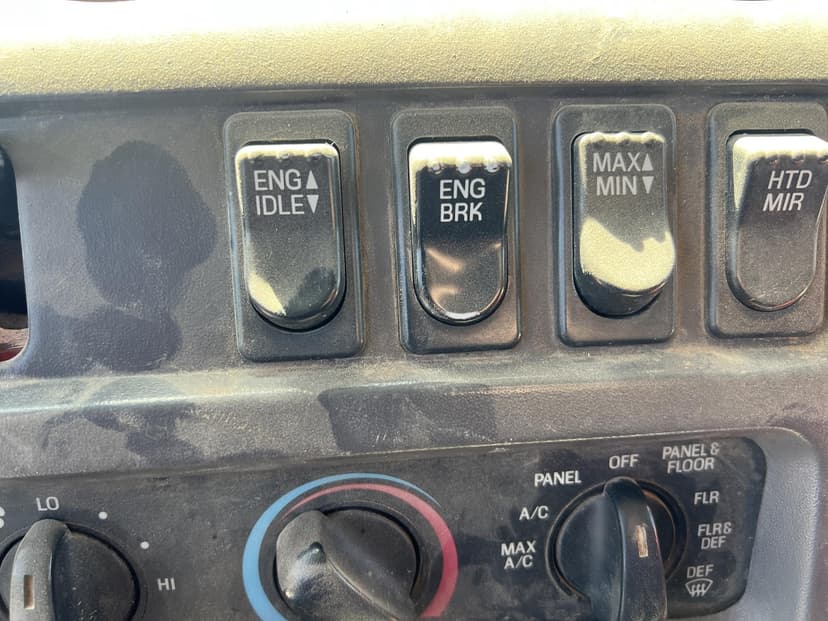 ENG▲
IDLE▼
ENG
BRK
MAX▲
MIN▼
HTD
MIR
LO
HI
OFF
PANEL
A/C
MAX
A/C
PANEL &
FLOOR
FLR
FLR&
DEF
DEF